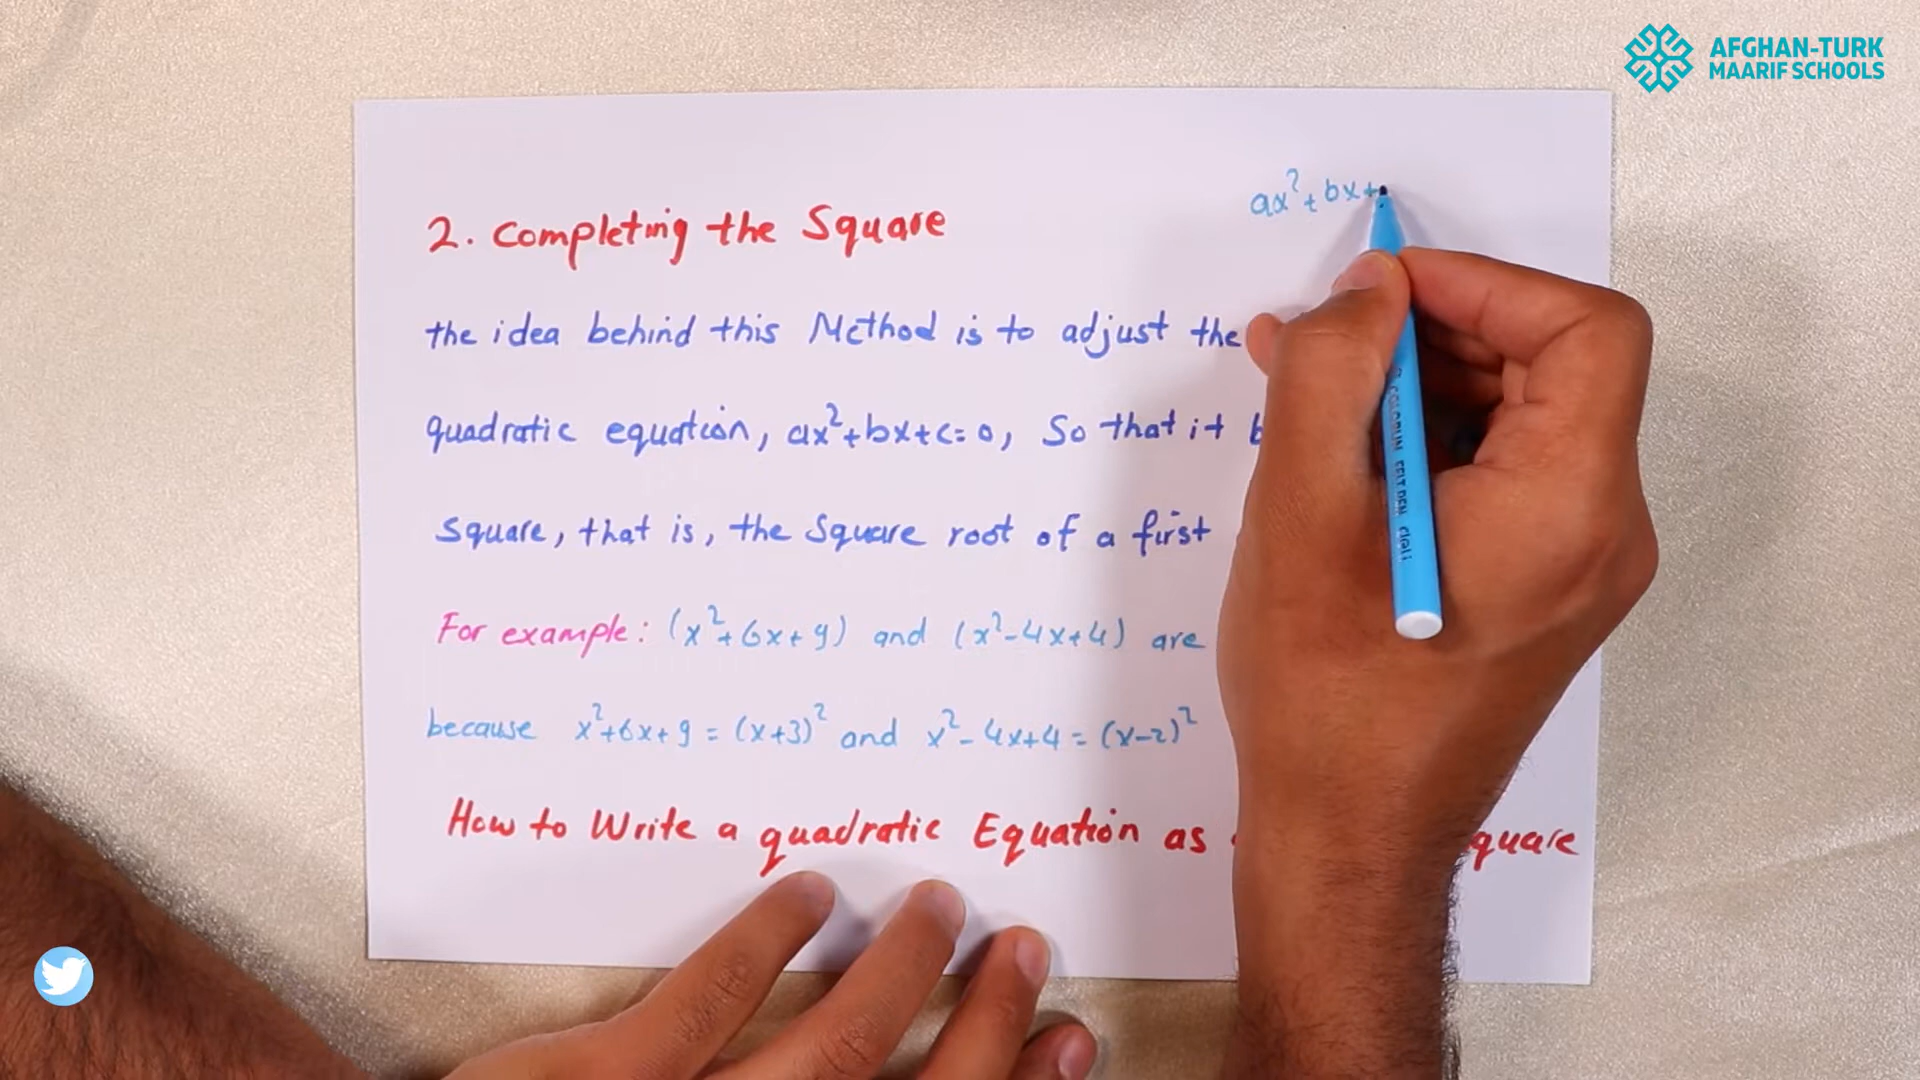 AFGHAN-TURK
MAARIF SCHOOLS
ax²+bx+
2. Completing the Square
the idea behind this Method is to adjust the
quadratic equation, ax²+bx+c=0, So that it
Square, that is, the Square root of a first
For example: (x²+6x+9) and (x²-4x+4) are
because x²+6x+9 = (x+3)² and x²-4x+4 = (x-2)²
How to Write a quadratic Equation as
COLORUN FELT PEN